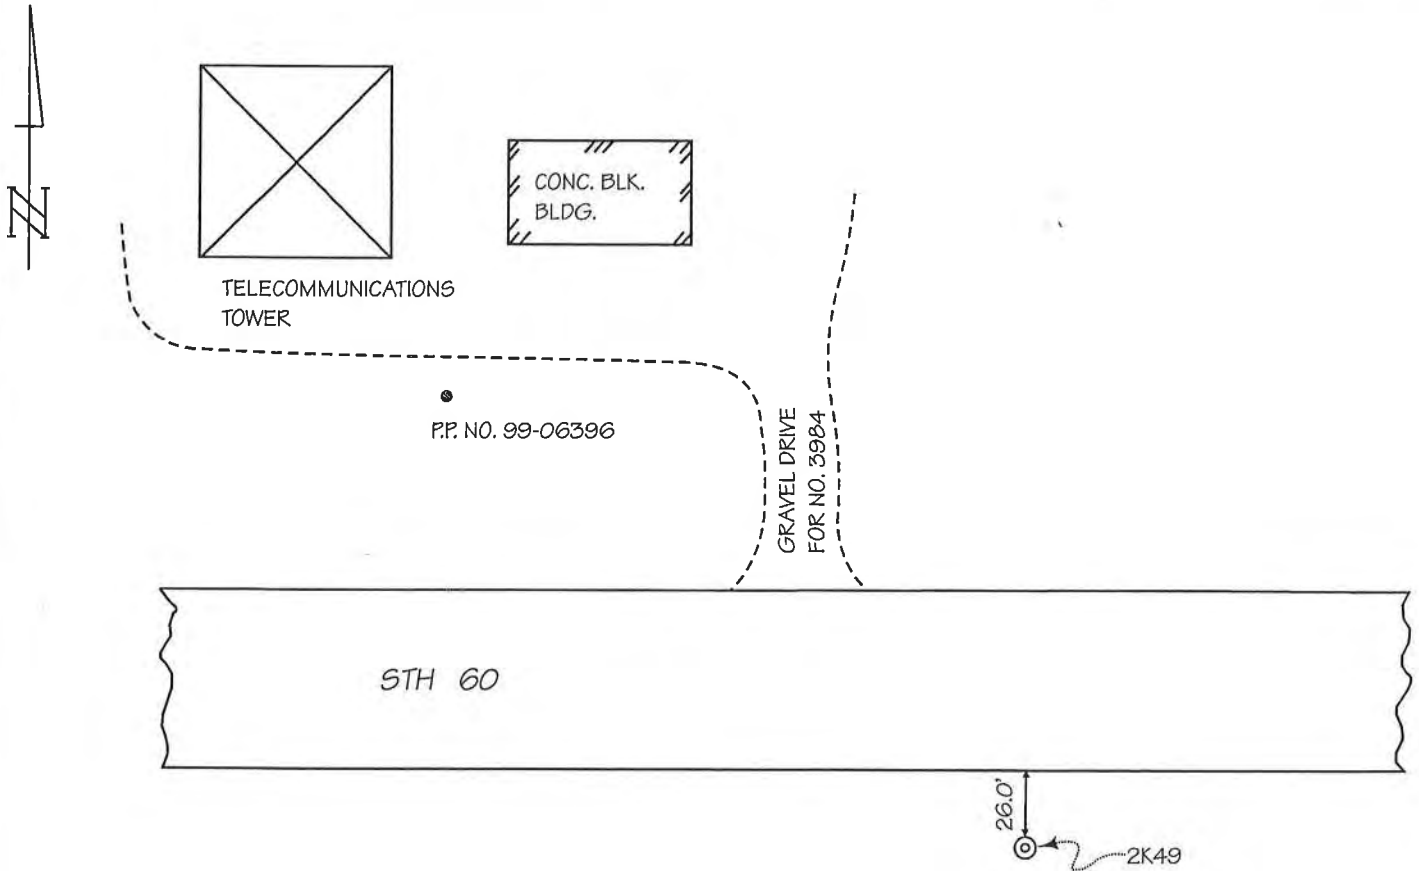 N
CONC. BLK.
BLDG.
TELECOMMUNICATIONS
TOWER
P.P. NO. 99-06396
GRAVEL DRIVE
FOR NO. 3984
STH 60
26.0'
2K49